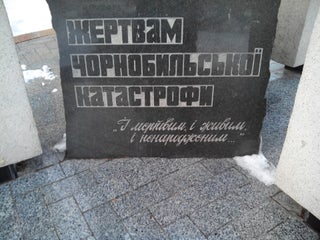 ЖЕРТВАМ
ЧОРНОБИЛЬСЬКОЇ
КАТАСТРОФИ
„І мертвим, і живим,
і ненародженим..."